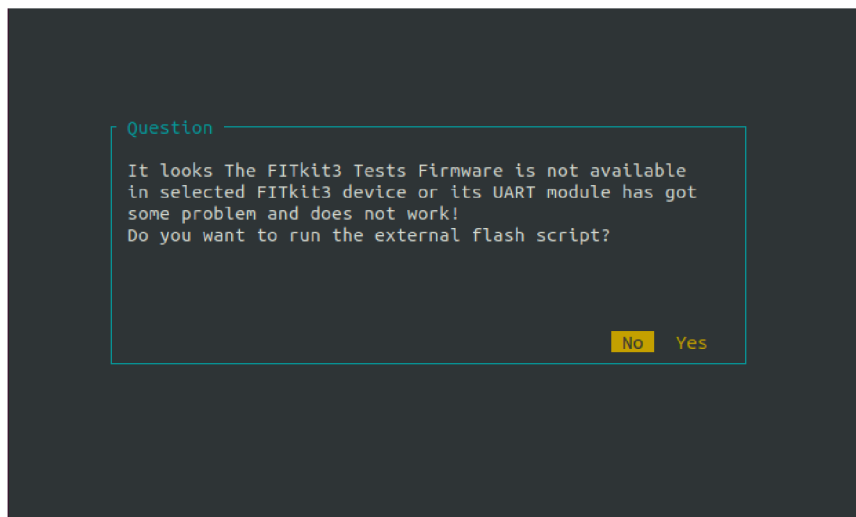 Question
It looks The FITkit3 Tests Firmware is not available
in selected FITkit3 device or its UART module has got
some problem and does not work!
Do you want to run the external flash script?
No Yes